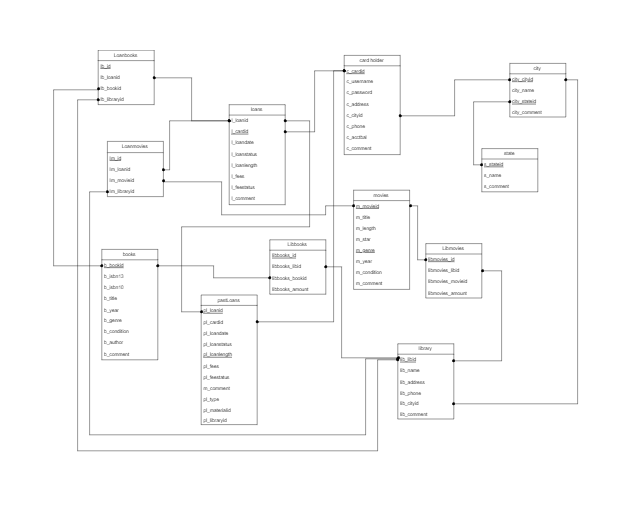 Loanbooks
lb_id
lb_loanid
lb_bookid
lb_libraryid
Loanmovies
lm_id
lm_loanid
lm_movieid
lm_libraryid
loans
l_loanid
l_cardid
l_loandate
l_loanstatus
l_loanlength
l_fees
l_feestatus
l_comment
card holder
c_cardid
c_username
c_password
c_address
c_cityid
c_phone
c_acctbal
c_comment
city
city_cityid
city_name
city_stateid
city_comment
state
s_stateid
s_name
s_comment
movies
m_movieid
m_title
m_length
m_star
m_genre
m_year
m_condition
m_comment
Libbooks
libbooks_id
libbooks_libid
libbooks_bookid
libbooks_amount
Libmovies
libmovies_id
libmovies_libid
libmovies_movieid
libmovies_amount
books
b_bookid
b_isbn13
b_isbn10
b_title
b_year
b_genre
b_condition
b_author
b_comment
pastLoans
pl_loanid
pl_cardid
pl_loandate
pl_loanstatus
pl_loanlength
pl_fees
pl_feestatus
m_comment
pl_type
pl_materialid
pl_libraryid
library
lib_libid
lib_name
lib_address
lib_phone
lib_cityid
lib_comment